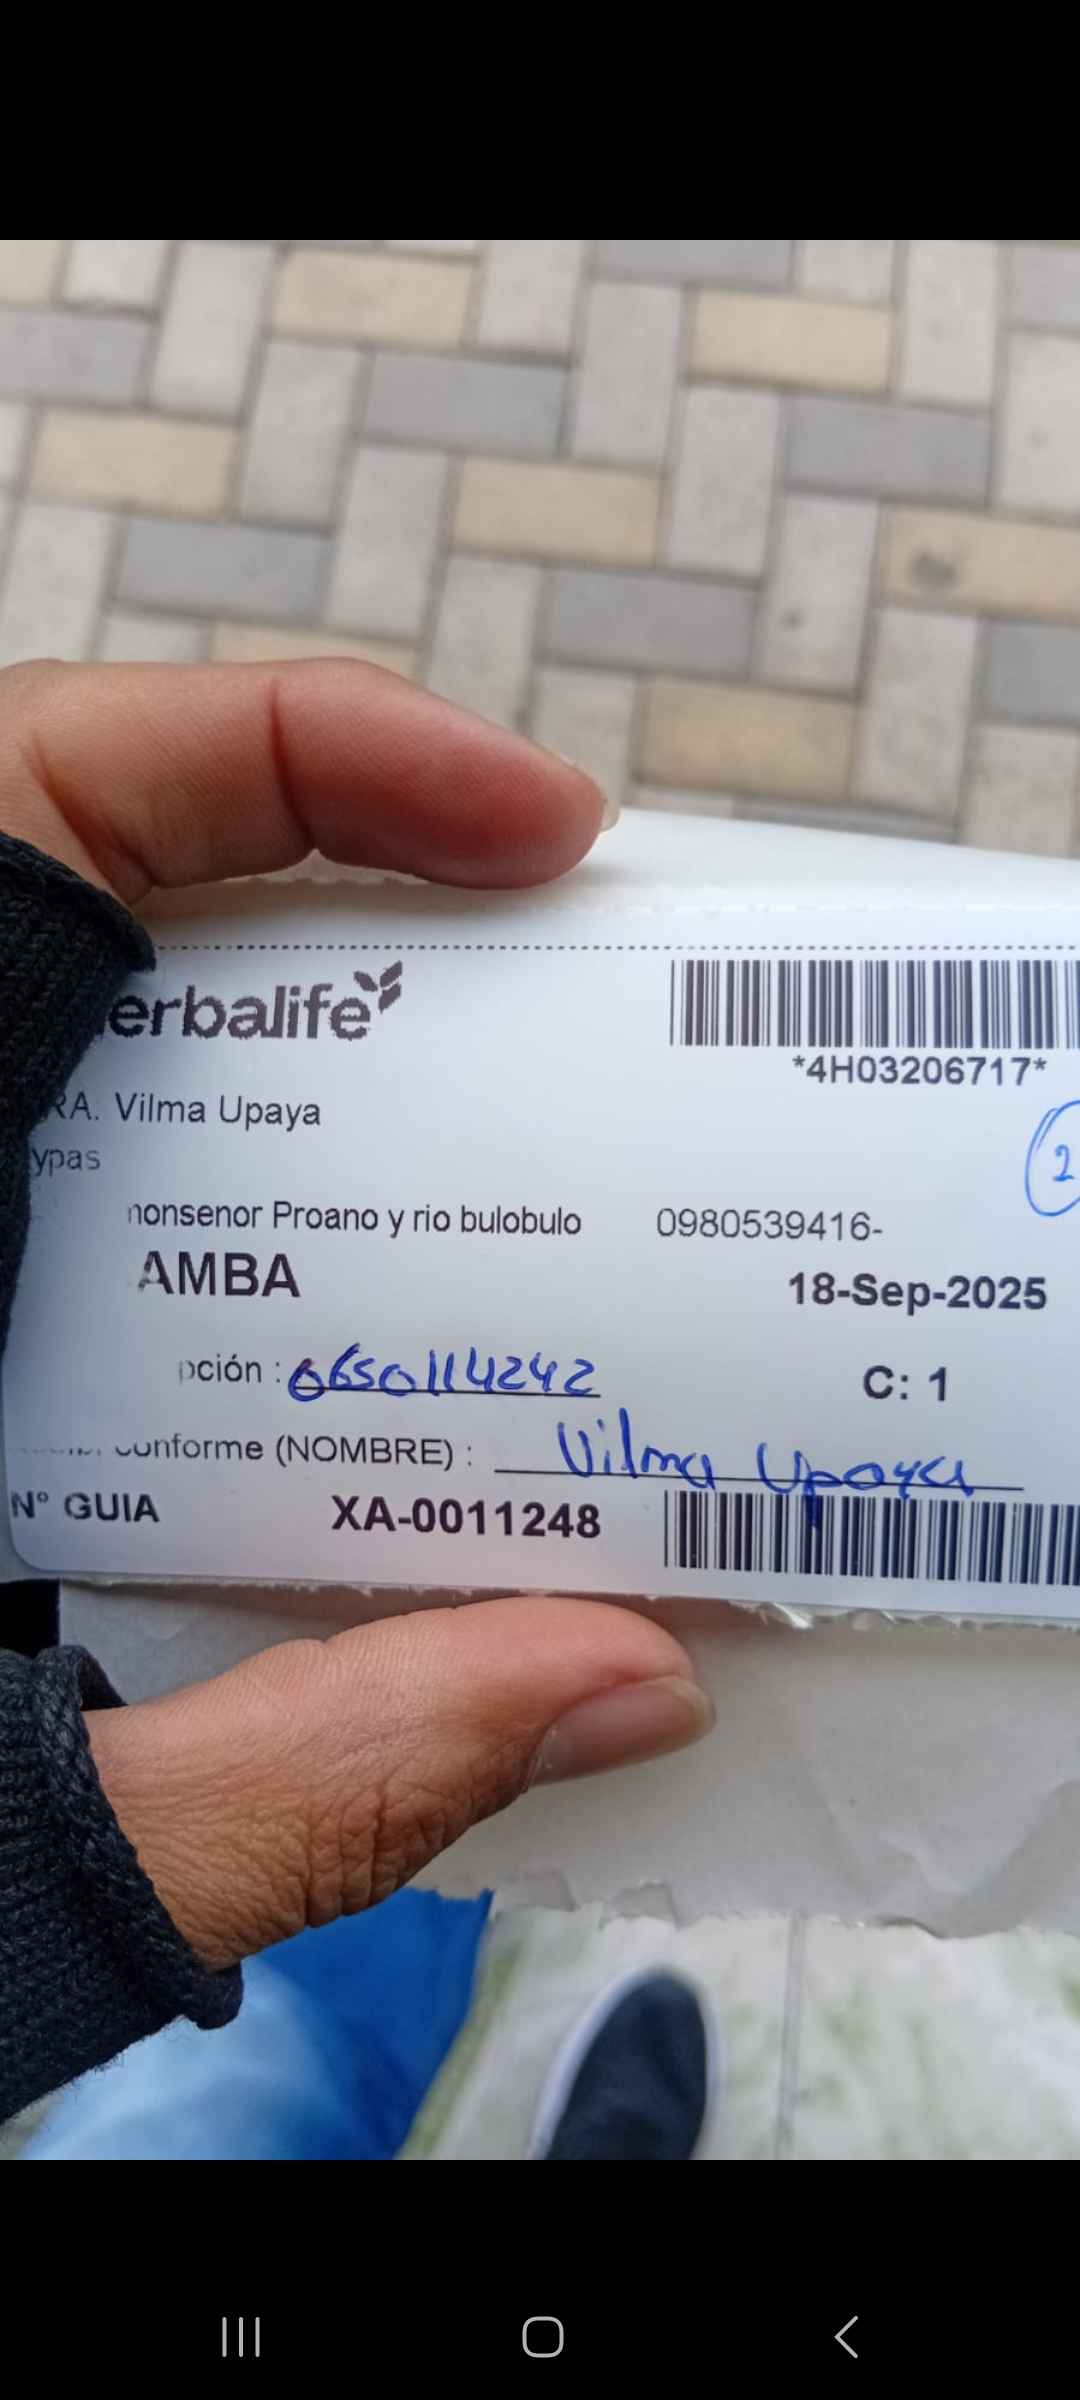 erbalife
*4H03206717*
RA. Vilma Upaya
ypas
2
nonsenor Proano y rio bulobulo 0980539416-
AMBA
18-Sep-2025
pción : 0650114242
C: 1
conforme (NOMBRE) : Vilma Upaya
N° GUIA XA-0011248